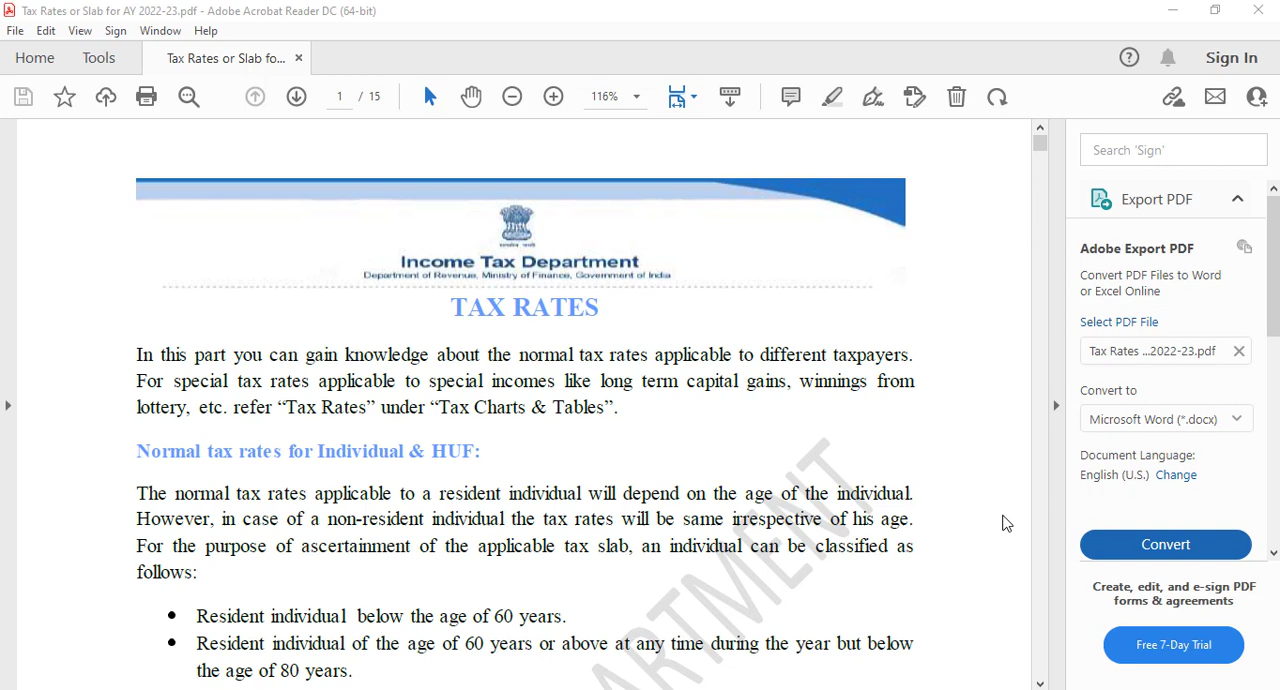 Tax Rates or Slab for AY 2022-23.pdf - Adobe Acrobat Reader DC (64-bit)
File Edit View Sign Window Help
Home Tools Tax Rates or Slab fo... × Sign In
1 / 15 116%
Search 'Sign'
Export PDF
Adobe Export PDF
Convert PDF Files to Word
or Excel Online
Select PDF File
Tax Rates ...2022-23.pdf
Convert to
Microsoft Word (*.docx)
Document Language:
English (U.S.) Change
Convert
Create, edit, and e-sign PDF
forms & agreements
Free 7-Day Trial
Income Tax Department
Department of Revenue, Ministry of Finance, Government of India
TAX RATES
In this part you can gain knowledge about the normal tax rates applicable to different taxpayers.
For special tax rates applicable to special incomes like long term capital gains, winnings from
lottery, etc. refer “Tax Rates” under “Tax Charts & Tables”.
Normal tax rates for Individual & HUF:
The normal tax rates applicable to a resident individual will depend on the age of the individual.
However, in case of a non-resident individual the tax rates will be same irrespective of his age.
For the purpose of ascertainment of the applicable tax slab, an individual can be classified as
follows:
• Resident individual below the age of 60 years.
• Resident individual of the age of 60 years or above at any time during the year but below
the age of 80 years.
ARTMENT